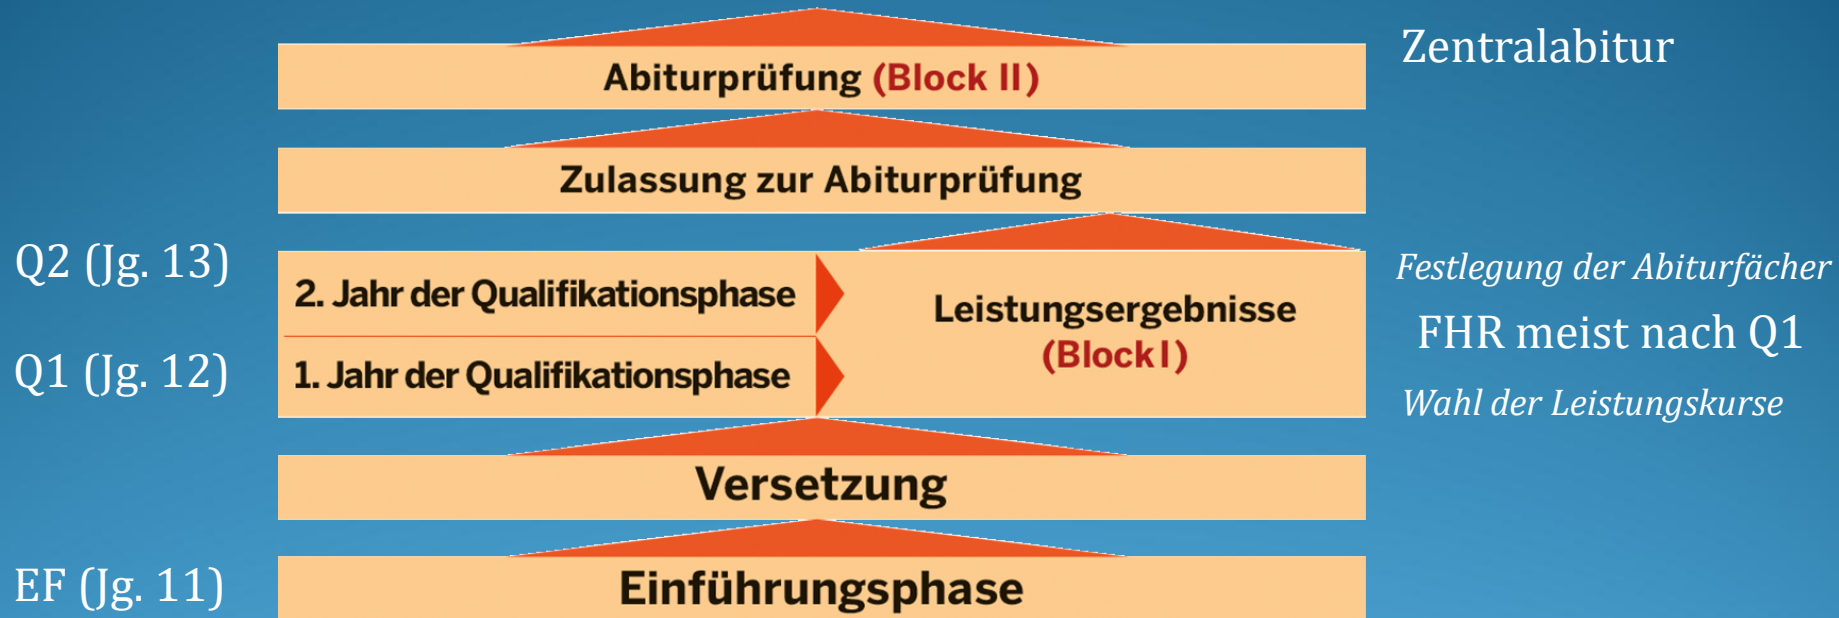 Zentralabitur
Abiturprüfung (Block II)
Zulassung zur Abiturprüfung
Q2 (Jg. 13)
2. Jahr der Qualifikationsphase
Q1 (Jg. 12)
1. Jahr der Qualifikationsphase
Leistungsergebnisse
(Block I)
Festlegung der Abiturfächer
FHR meist nach Q1
Wahl der Leistungskurse
Versetzung
EF (Jg. 11)
Einführungsphase